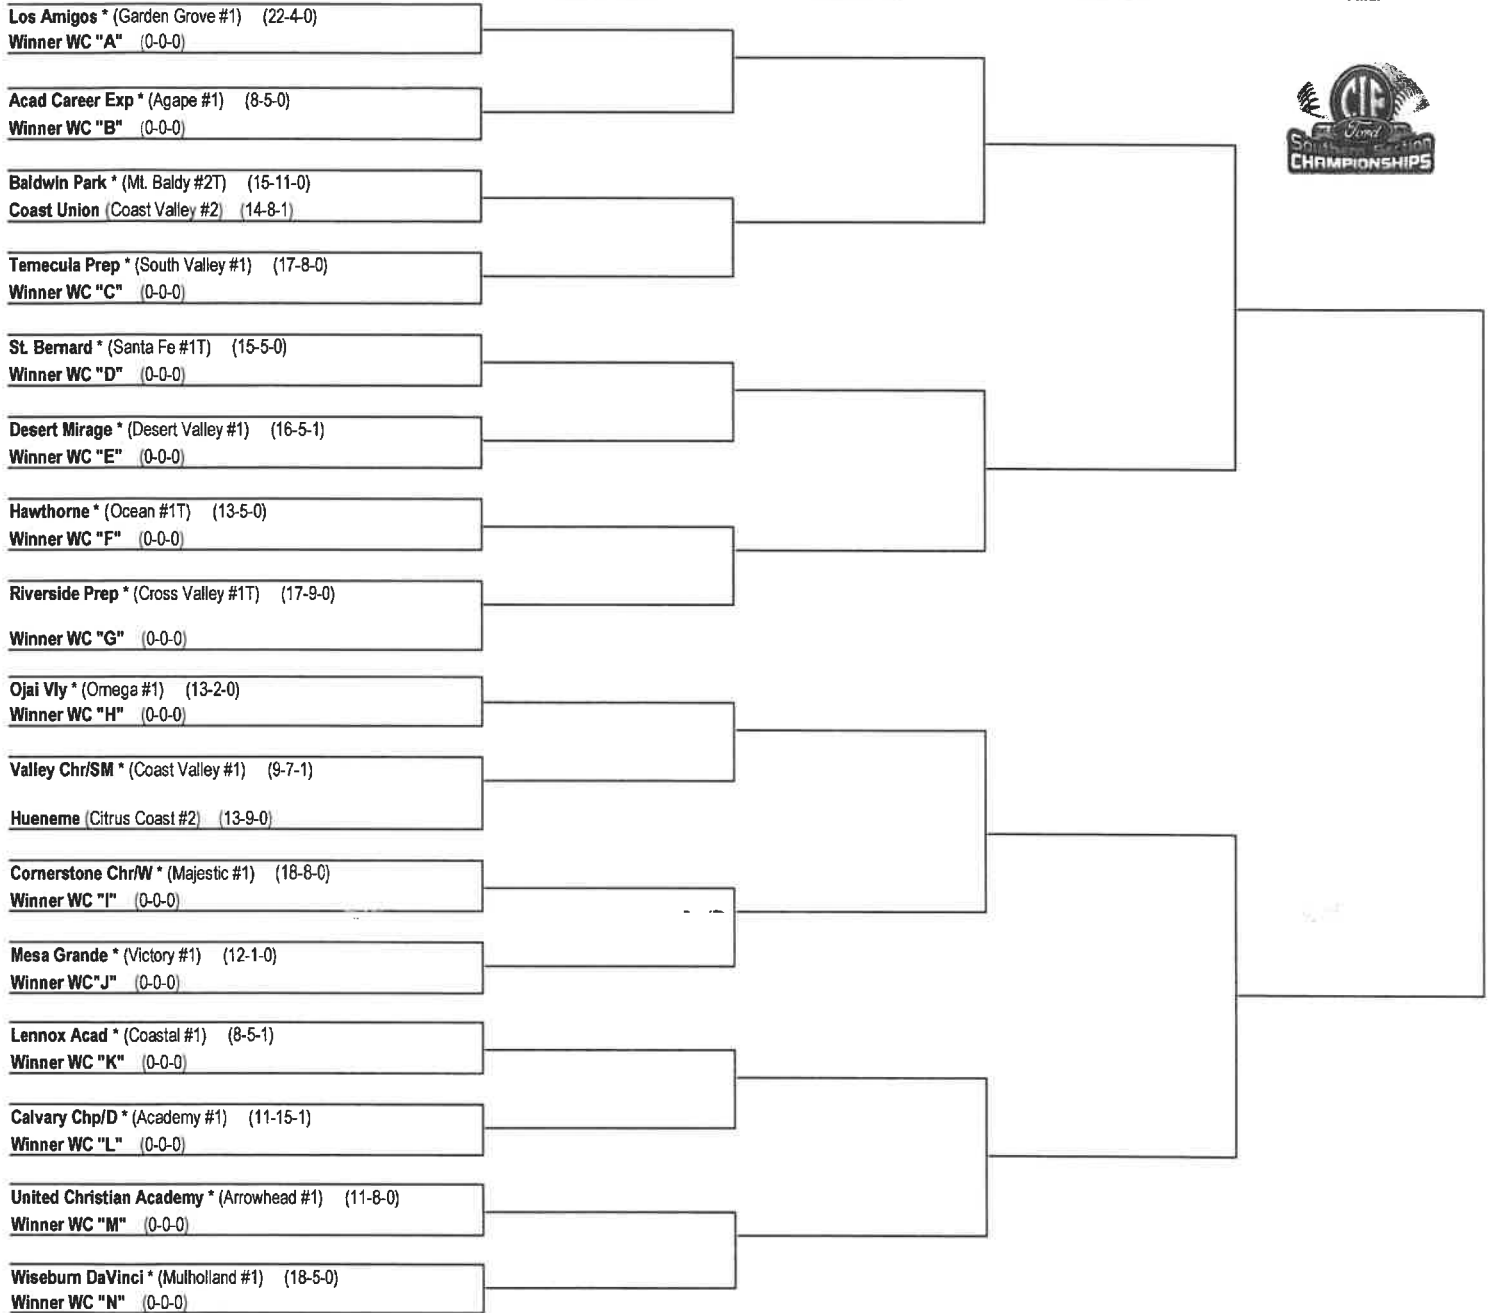 Los Amigos * (Garden Grove #1) (22-4-0)
Winner WC "A" (0-0-0)
Acad Career Exp * (Agape #1) (8-5-0)
Winner WC "B" (0-0-0)
Baldwin Park * (Mt. Baldy #2T) (15-11-0)
Coast Union (Coast Valley #2) (14-8-1)
Temecula Prep * (South Valley #1) (17-8-0)
Winner WC "C" (0-0-0)
St. Bernard * (Santa Fe #1T) (15-5-0)
Winner WC "D" (0-0-0)
Desert Mirage * (Desert Valley #1) (16-5-1)
Winner WC "E" (0-0-0)
Hawthorne * (Ocean #1T) (13-5-0)
Winner WC "F" (0-0-0)
Riverside Prep * (Cross Valley #1T) (17-9-0)
Winner WC "G" (0-0-0)
Ojai Vly * (Omega #1) (13-2-0)
Winner WC "H" (0-0-0)
Valley Chr/SM * (Coast Valley #1) (9-7-1)
Hueneme (Citrus Coast #2) (13-9-0)
Cornerstone Chr/W * (Majestic #1) (18-8-0)
Winner WC "I" (0-0-0)
Mesa Grande * (Victory #1) (12-1-0)
Winner WC"J" (0-0-0)
Lennox Acad * (Coastal #1) (8-5-1)
Winner WC "K" (0-0-0)
Calvary Chp/D * (Academy #1) (11-15-1)
Winner WC "L" (0-0-0)
United Christian Academy * (Arrowhead #1) (11-8-0)
Winner WC "M" (0-0-0)
Wiseburn DaVinci * (Mulholland #1) (18-5-0)
Winner WC "N" (0-0-0)
CIF
Ford
Southern Section
CHAMPIONSHIPS